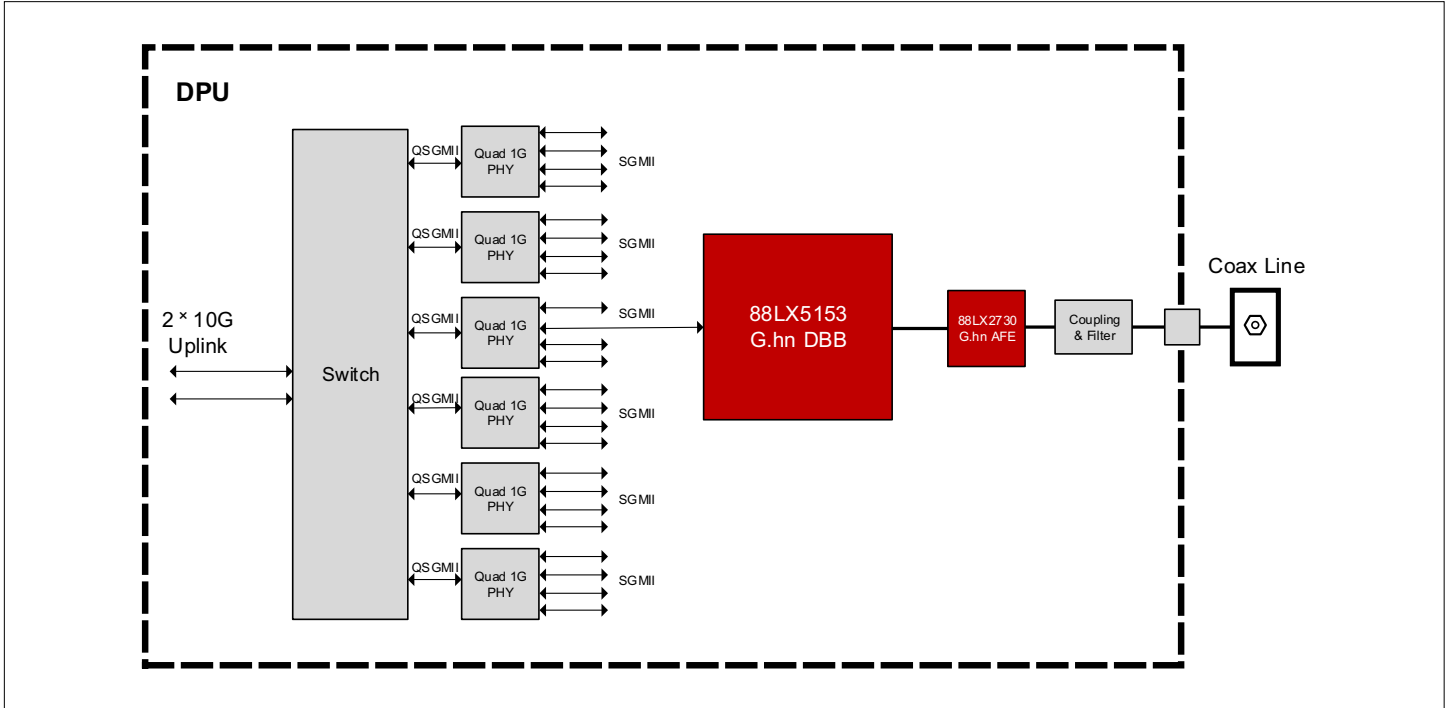 DPU
QSGMII
Quad 1G
PHY
SGMII
QSGMII
Quad 1G
PHY
SGMII
2 × 10G
Uplink
Switch
QSGMII
Quad 1G
PHY
SGMII
QSGMII
Quad 1G
PHY
SGMII
QSGMII
Quad 1G
PHY
SGMII
QSGMII
Quad 1G
PHY
SGMII
88LX5153
G.hn DBB
88LX2730
G.hn AFE
Coupling
& Filter
Coax Line